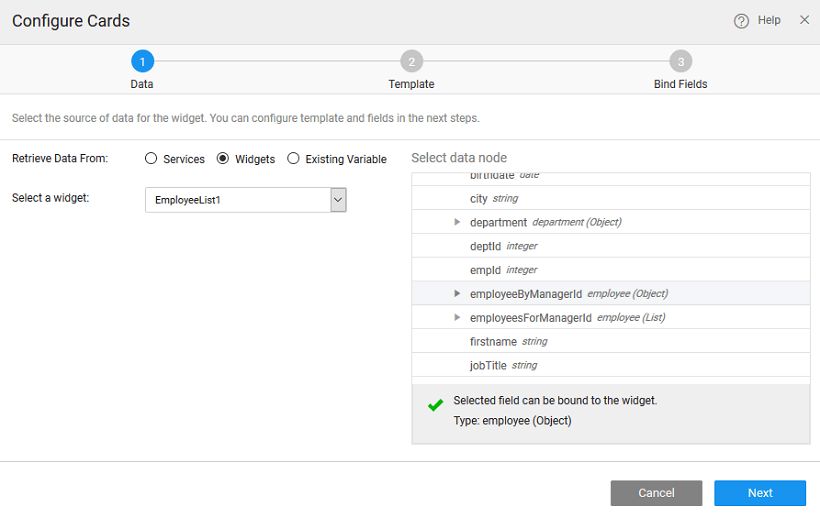 Configure Cards
Help
1
2
3
Data
Template
Bind Fields
Select the source of data for the widget. You can configure template and fields in the next steps.
Retrieve Data From:
Services
Widgets
Existing Variable
Select a widget:
EmployeeList1
Select data node
birthdate date
city string
department department (Object)
deptId integer
empId integer
employeeByManagerId employee (Object)
employeesForManagerId employee (List)
firstname string
jobTitle string
Selected field can be bound to the widget.
Type: employee (Object)
Cancel
Next